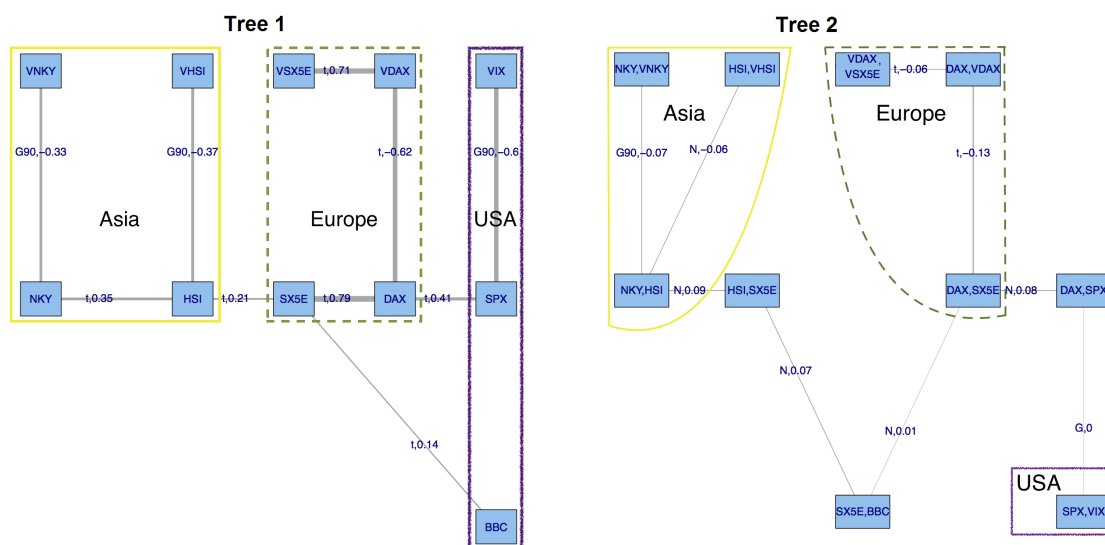 Tree 1
VNKY
VHSI
VSX5E
t,0.71
VDAX
VIX
G90,-0.33
G90,-0.37
t,-0.62
G90,-0.6
Asia
Europe
USA
NKY
t,0.35
HSI
t,0.21
SX5E
t,0.79
DAX
t,0.41
SPX
t,0.14
BBC
Tree 2
NKY,VNKY
HSI,VHSI
VDAX,
VSX5E
t,-0.06
DAX,VDAX
Asia
Europe
G90,-0.07
N,-0.06
t,-0.13
NKY,HSI
N,0.09
HSI,SX5E
DAX,SX5E
N,0.08
DAX,SPX
N,0.07
N,0.01
G,0
USA
SX5E,BBC
SPX,VIX